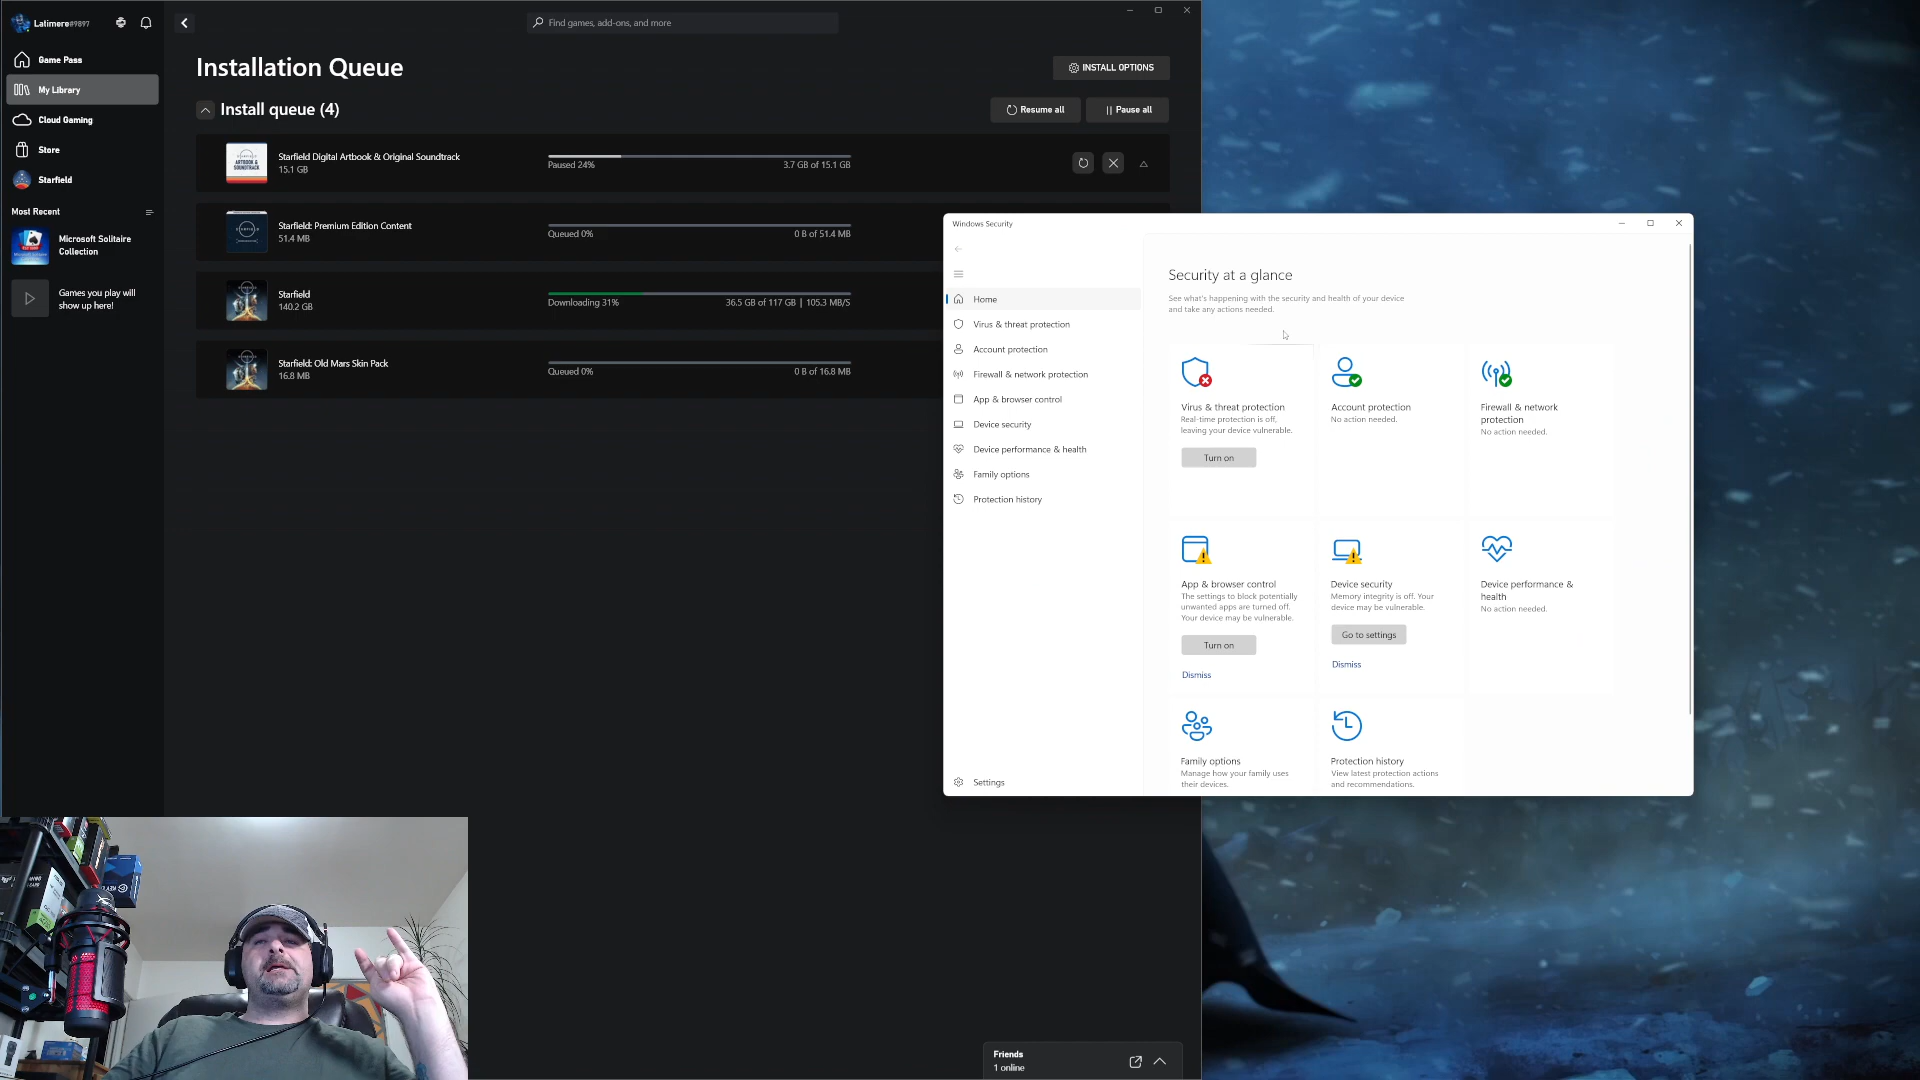 Latimere#9897
Find games, add-ons, and more
Game Pass
My Library
Cloud Gaming
Store
Starfield
Most Recent
Microsoft Solitaire
Collection
Games you play will
show up here!
Installation Queue
INSTALL OPTIONS
Install queue (4)
Resume all
Pause all
ARTBOOK &
SOUNDTRACK
Starfield Digital Artbook & Original Soundtrack
15.1 GB
Paused 24%
3.7 GB of 15.1 GB
Starfield: Premium Edition Content
51.4 MB
Queued 0%
0 B of 51.4 MB
Starfield
140.2 GB
Downloading 31%
36.5 GB of 117 GB | 105.3 MB/S
Starfield: Old Mars Skin Pack
16.8 MB
Queued 0%
0 B of 16.8 MB
Windows Security
Home
Virus & threat protection
Account protection
Firewall & network protection
App & browser control
Device security
Device performance & health
Family options
Protection history
Settings
Security at a glance
See what's happening with the security and health of your device
and take any actions needed.
Virus & threat protection
Real-time protection is off,
leaving your device vulnerable.
Turn on
Account protection
No action needed.
Firewall & network
protection
No action needed.
App & browser control
The settings to block potentially
unwanted apps are turned off.
Your device may be vulnerable.
Turn on
Dismiss
Device security
Memory integrity is off. Your
device may be vulnerable.
Go to settings
Dismiss
Device performance &
health
No action needed.
Family options
Manage how your family uses
their devices.
Protection history
View latest protection actions
and recommendations.
Friends
1 online